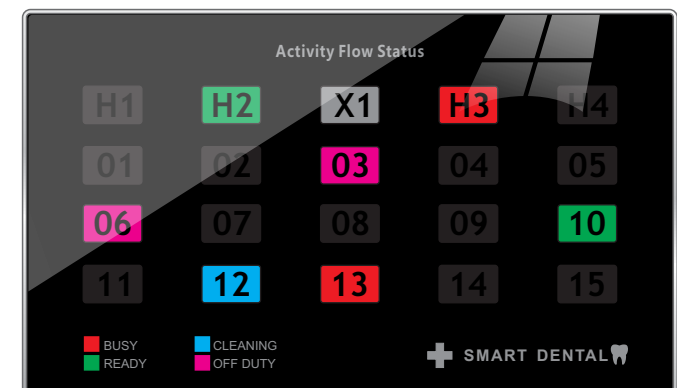 Activity Flow Status
H1 H2 X1 H3 H4
01 02 03 04 05
06 07 08 09 10
11 12 13 14 15
BUSY CLEANING
READY OFF DUTY
SMART DENTAL